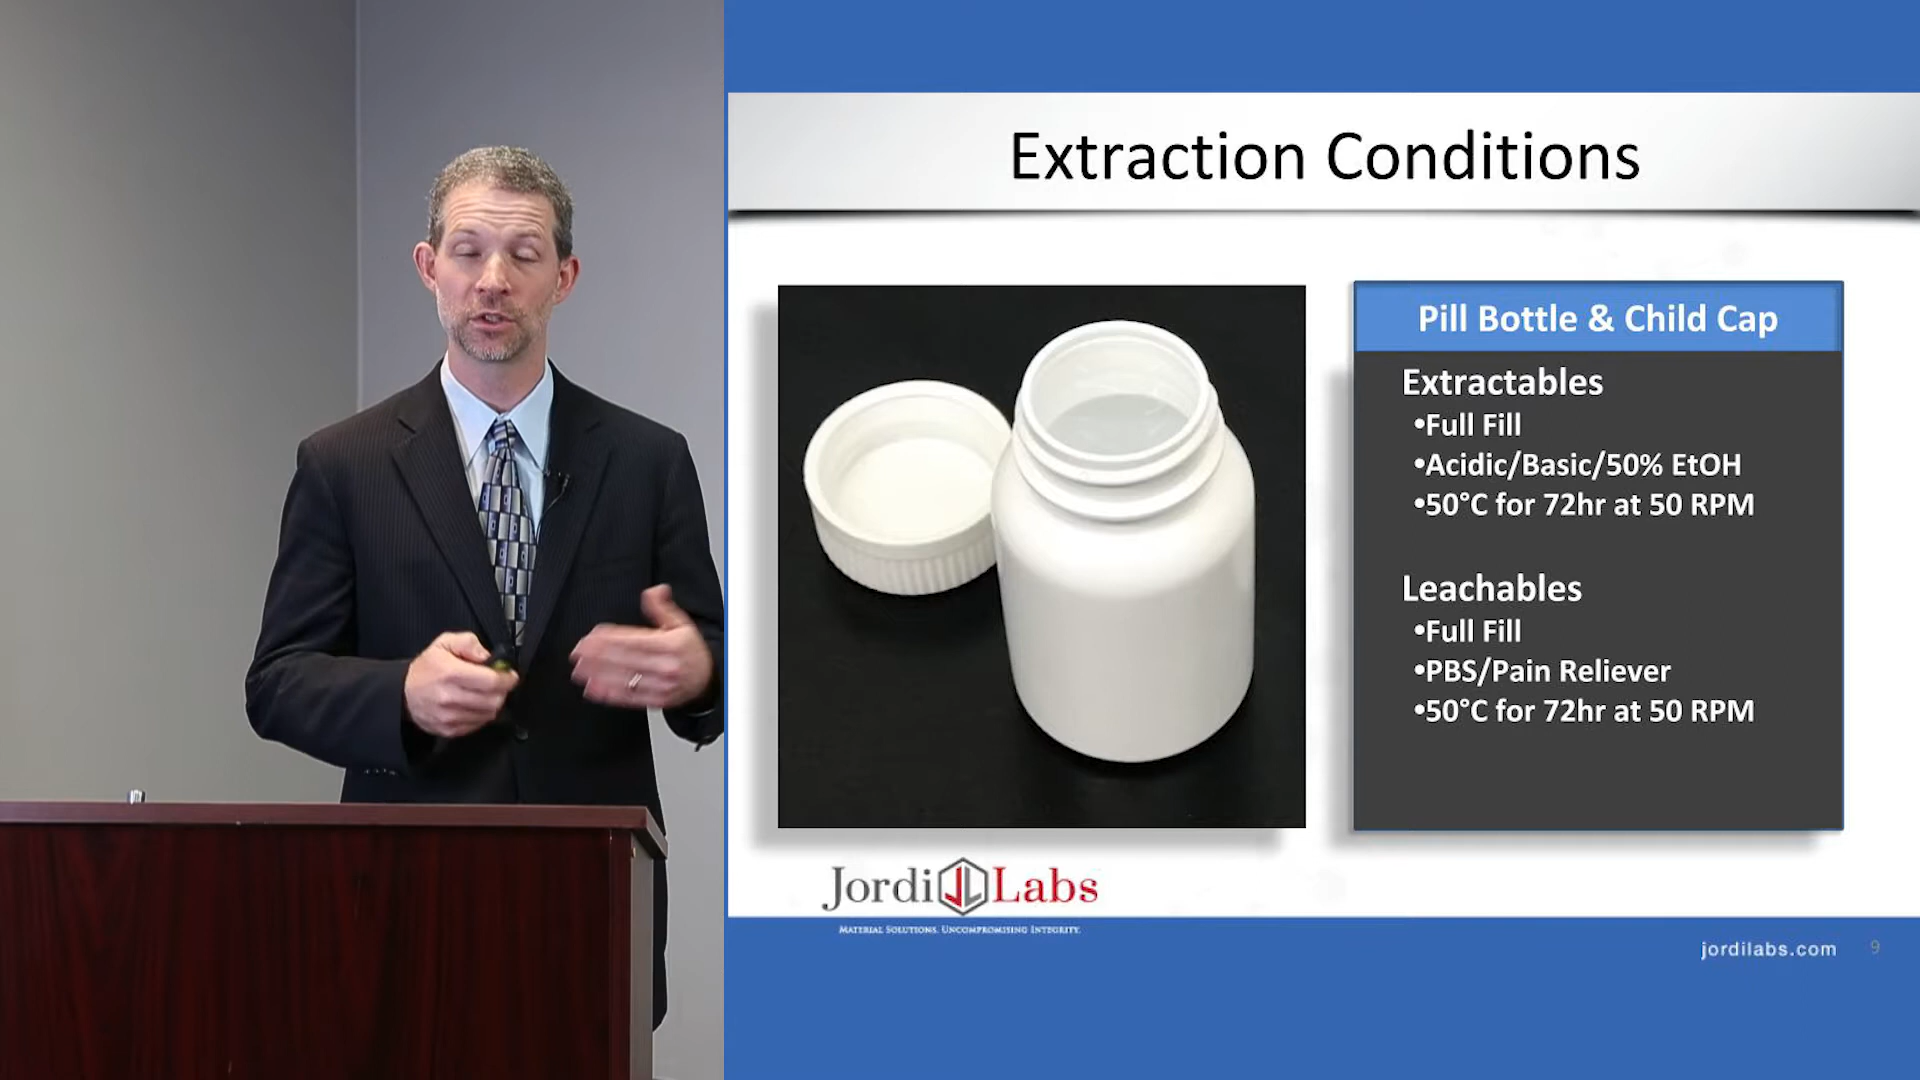 Extraction Conditions
Pill Bottle & Child Cap
Extractables
•Full Fill
•Acidic/Basic/50% EtOH
•50°C for 72hr at 50 RPM
Leachables
•Full Fill
•PBS/Pain Reliever
•50°C for 72hr at 50 RPM
Jordi JL Labs
Material Solutions. Uncompromising Integrity.
jordilabs.com 9